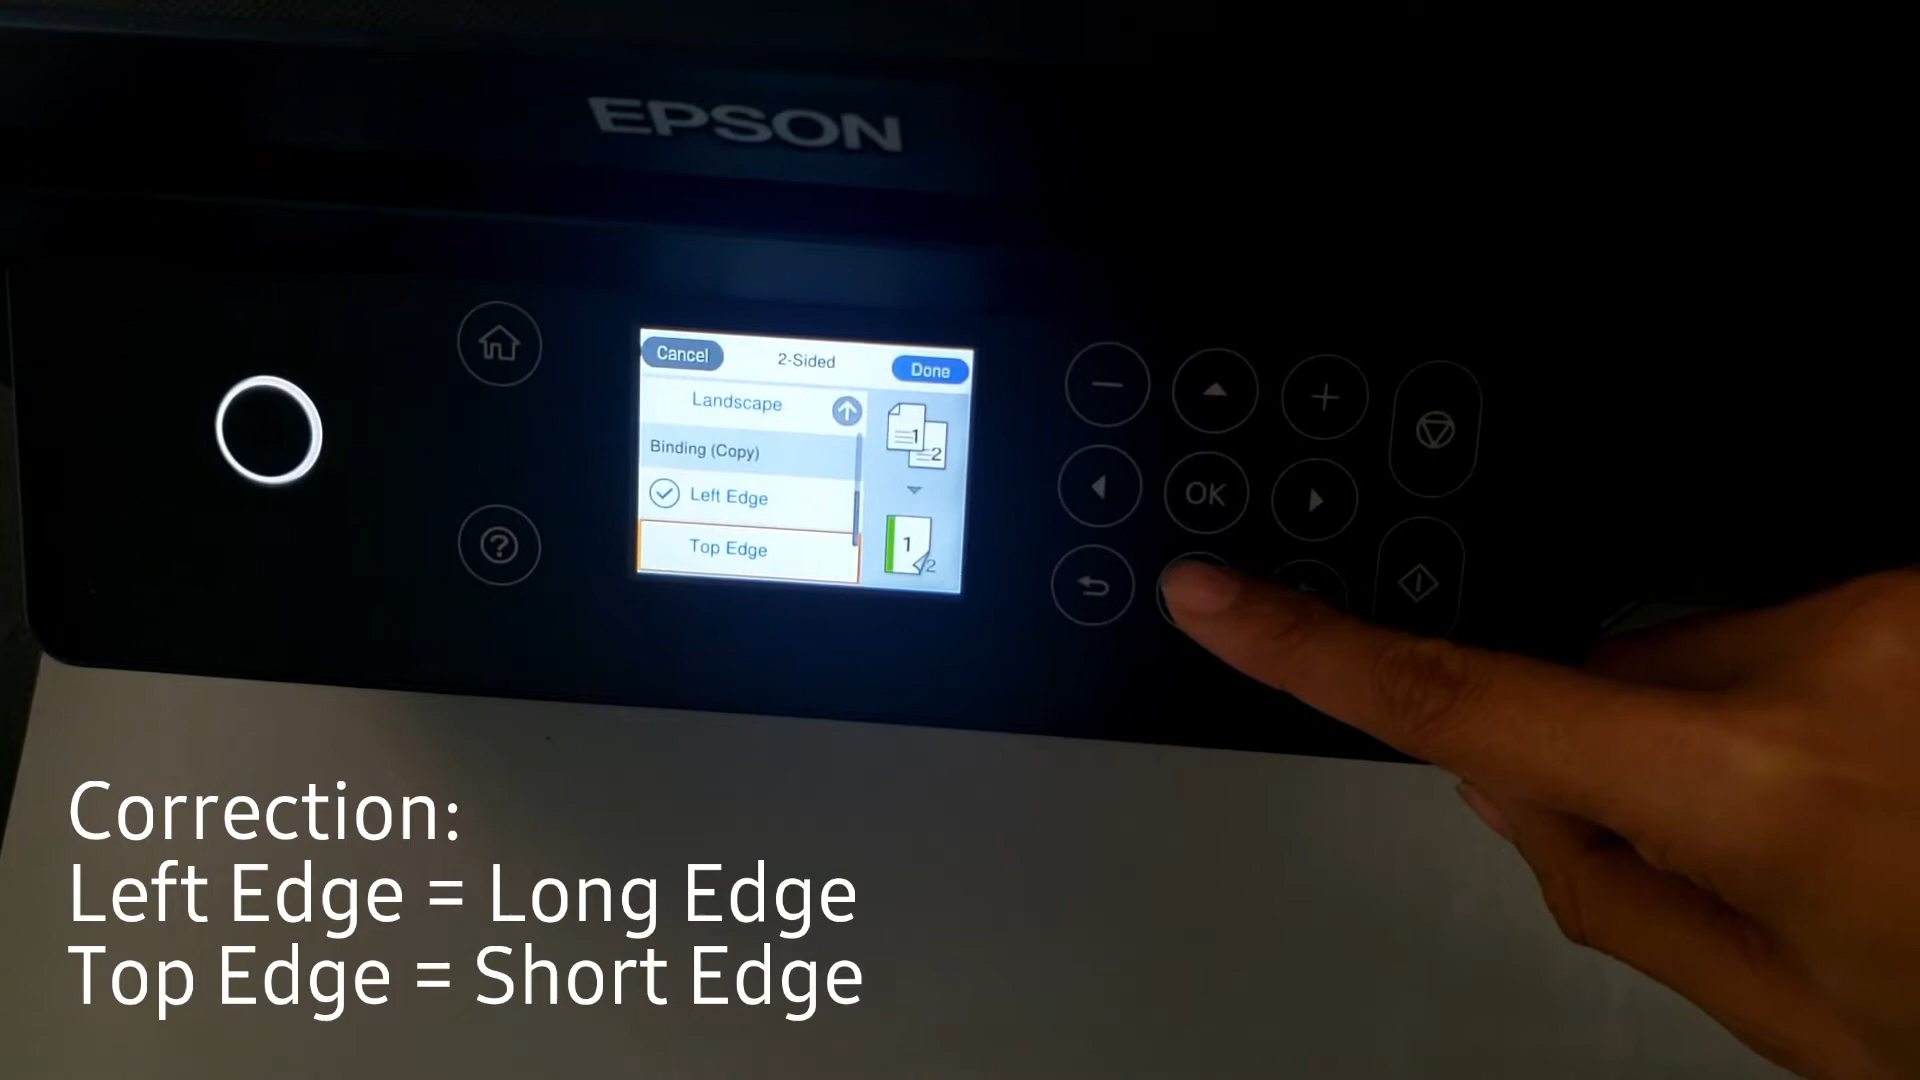 EPSON
Cancel 2-Sided Done
Landscape
Binding (Copy)
Left Edge
Top Edge
1
2
1
2
OK
Correction:
Left Edge = Long Edge
Top Edge = Short Edge